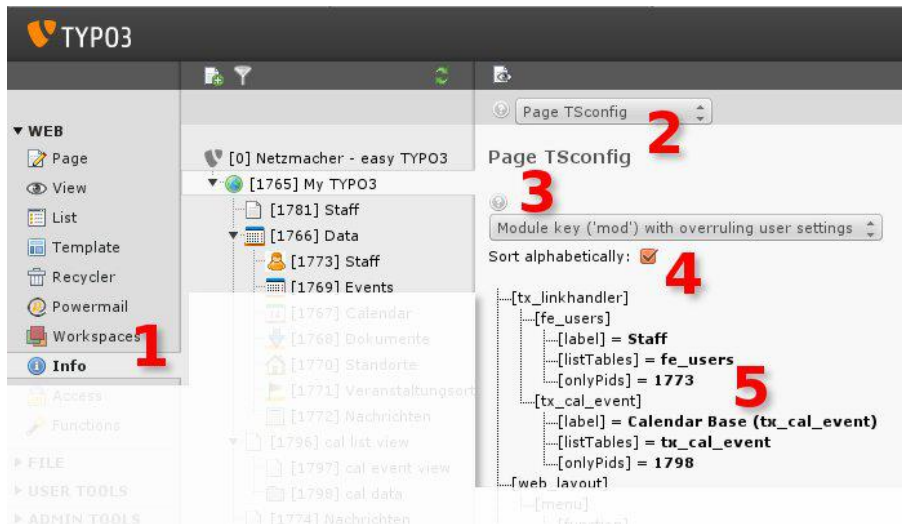 TYPO3
Page TSconfig
2
WEB
Page
[0] Netzmacher - easy TYPO3
Page TSconfig
View
[1765] My TYPO3
3
List
[1781] Staff
Module key ('mod') with overruling user settings
Template
[1766] Data
Sort alphabetically:
4
Recycler
[1773] Staff
Powermail
[1769] Events
[tx_linkhandler]
Workspaces
1
[1767] Calendar
[fe_users]
Info
[1768] Dokumente
[label] = Staff
Access
[1770] Standorte
[listTables] = fe_users
Functions
[1771] Veranstaltungsort
[onlyPids] = 1773
5
[1772] Nachrichten
[tx_cal_event]
[1796] cal list view
[label] = Calendar Base (tx_cal_event)
FILE
[1797] cal event view
[listTables] = tx_cal_event
USER TOOLS
[1798] cal data
[onlyPids] = 1798
ADMIN TOOLS
[1774] Nachrichten
[web_layout]
[menu]
[function]